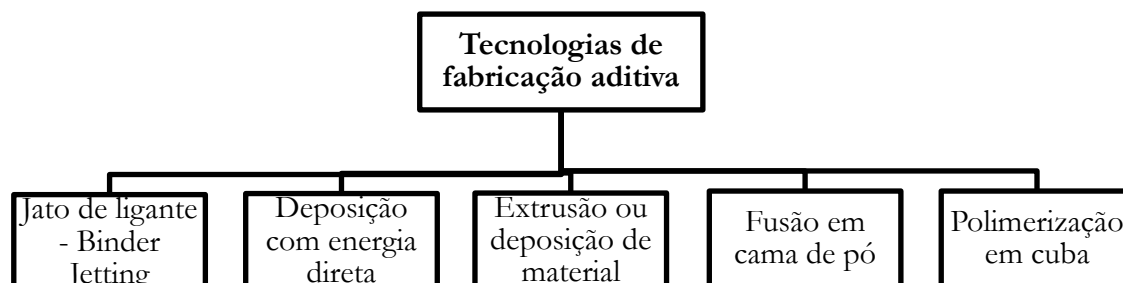 Tecnologias de
fabricação aditiva
Jato de ligante
- Binder
Jetting
Deposição
com energia
direta
Extrusão ou
deposição de
material
Fusão em
cama de pó
Polimerização
em cuba